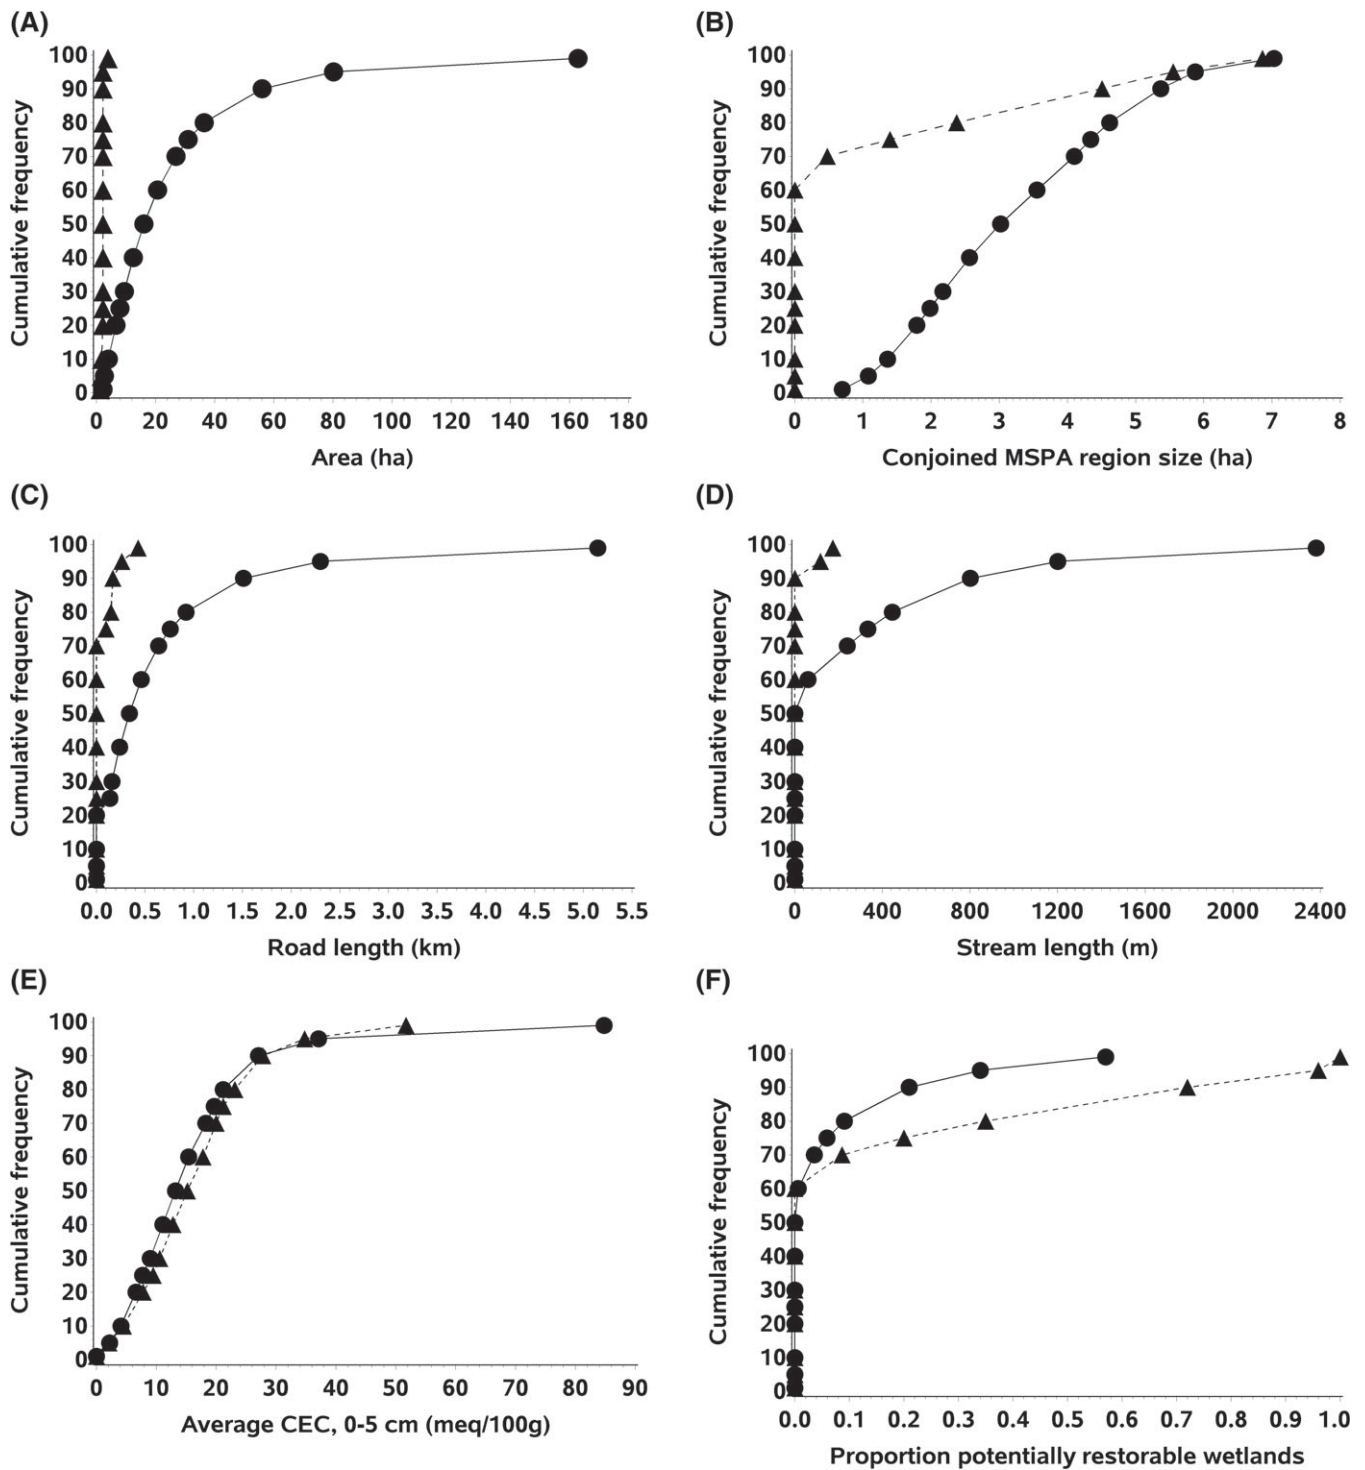 (A)
100
90
80
70
60
50
40
30
20
10
0
Cumulative frequency
0 20 40 60 80 100 120 140 160 180
Area (ha)
(B)
100
90
80
70
60
50
40
30
20
10
0
Cumulative frequency
0 1 2 3 4 5 6 7 8
Conjoined MSPA region size (ha)
(C)
100
90
80
70
60
50
40
30
20
10
0
Cumulative frequency
0.0 0.5 1.0 1.5 2.0 2.5 3.0 3.5 4.0 4.5 5.0 5.5
Road length (km)
(D)
100
90
80
70
60
50
40
30
20
10
0
Cumulative frequency
0 400 800 1200 1600 2000 2400
Stream length (m)
(E)
100
90
80
70
60
50
40
30
20
10
0
Cumulative frequency
0 10 20 30 40 50 60 70 80 90
Average CEC, 0-5 cm (meq/100g)
(F)
100
90
80
70
60
50
40
30
20
10
0
Cumulative frequency
0.0 0.1 0.2 0.3 0.4 0.5 0.6 0.7 0.8 0.9 1.0
Proportion potentially restorable wetlands